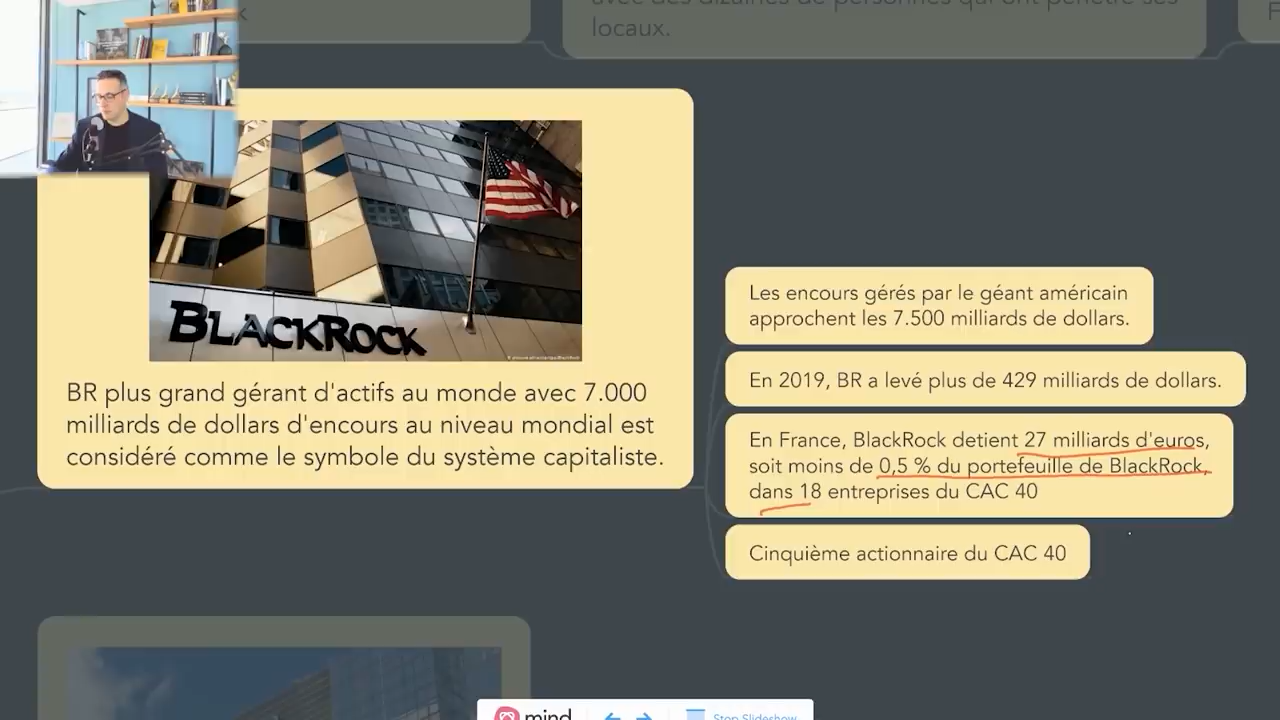 locaux.
BLACKROCK
BR plus grand gérant d'actifs au monde avec 7.000
milliards de dollars d'encours au niveau mondial est
considéré comme le symbole du système capitaliste.
Les encours gérés par le géant américain
approchent les 7.500 milliards de dollars.
En 2019, BR a levé plus de 429 milliards de dollars.
En France, BlackRock detient 27 milliards d'euros,
soit moins de 0,5 % du portefeuille de BlackRock,
dans 18 entreprises du CAC 40
Cinquième actionnaire du CAC 40
mind
Stop Slideshow